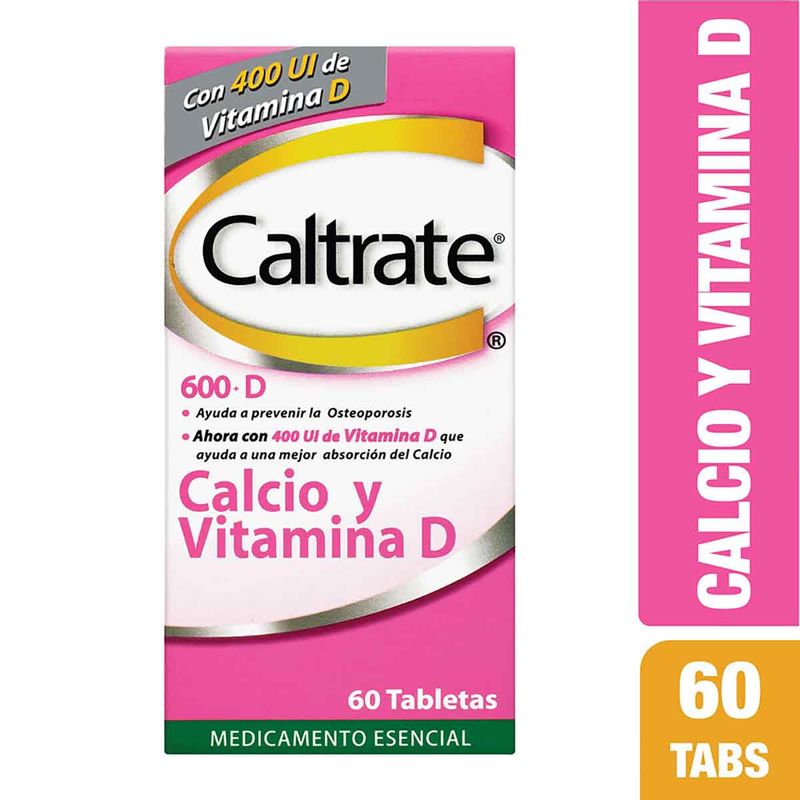 Con 400 UI de
Vitamina D
Caltrate®
®
600+D
• Ayuda a prevenir la Osteoporosis
• Ahora con 400 UI de Vitamina D que
ayuda a una mejor absorción del Calcio
Calcio y
Vitamina D
60 Tabletas
MEDICAMENTO ESENCIAL
CALCIO Y VITAMINA D
60
TABS